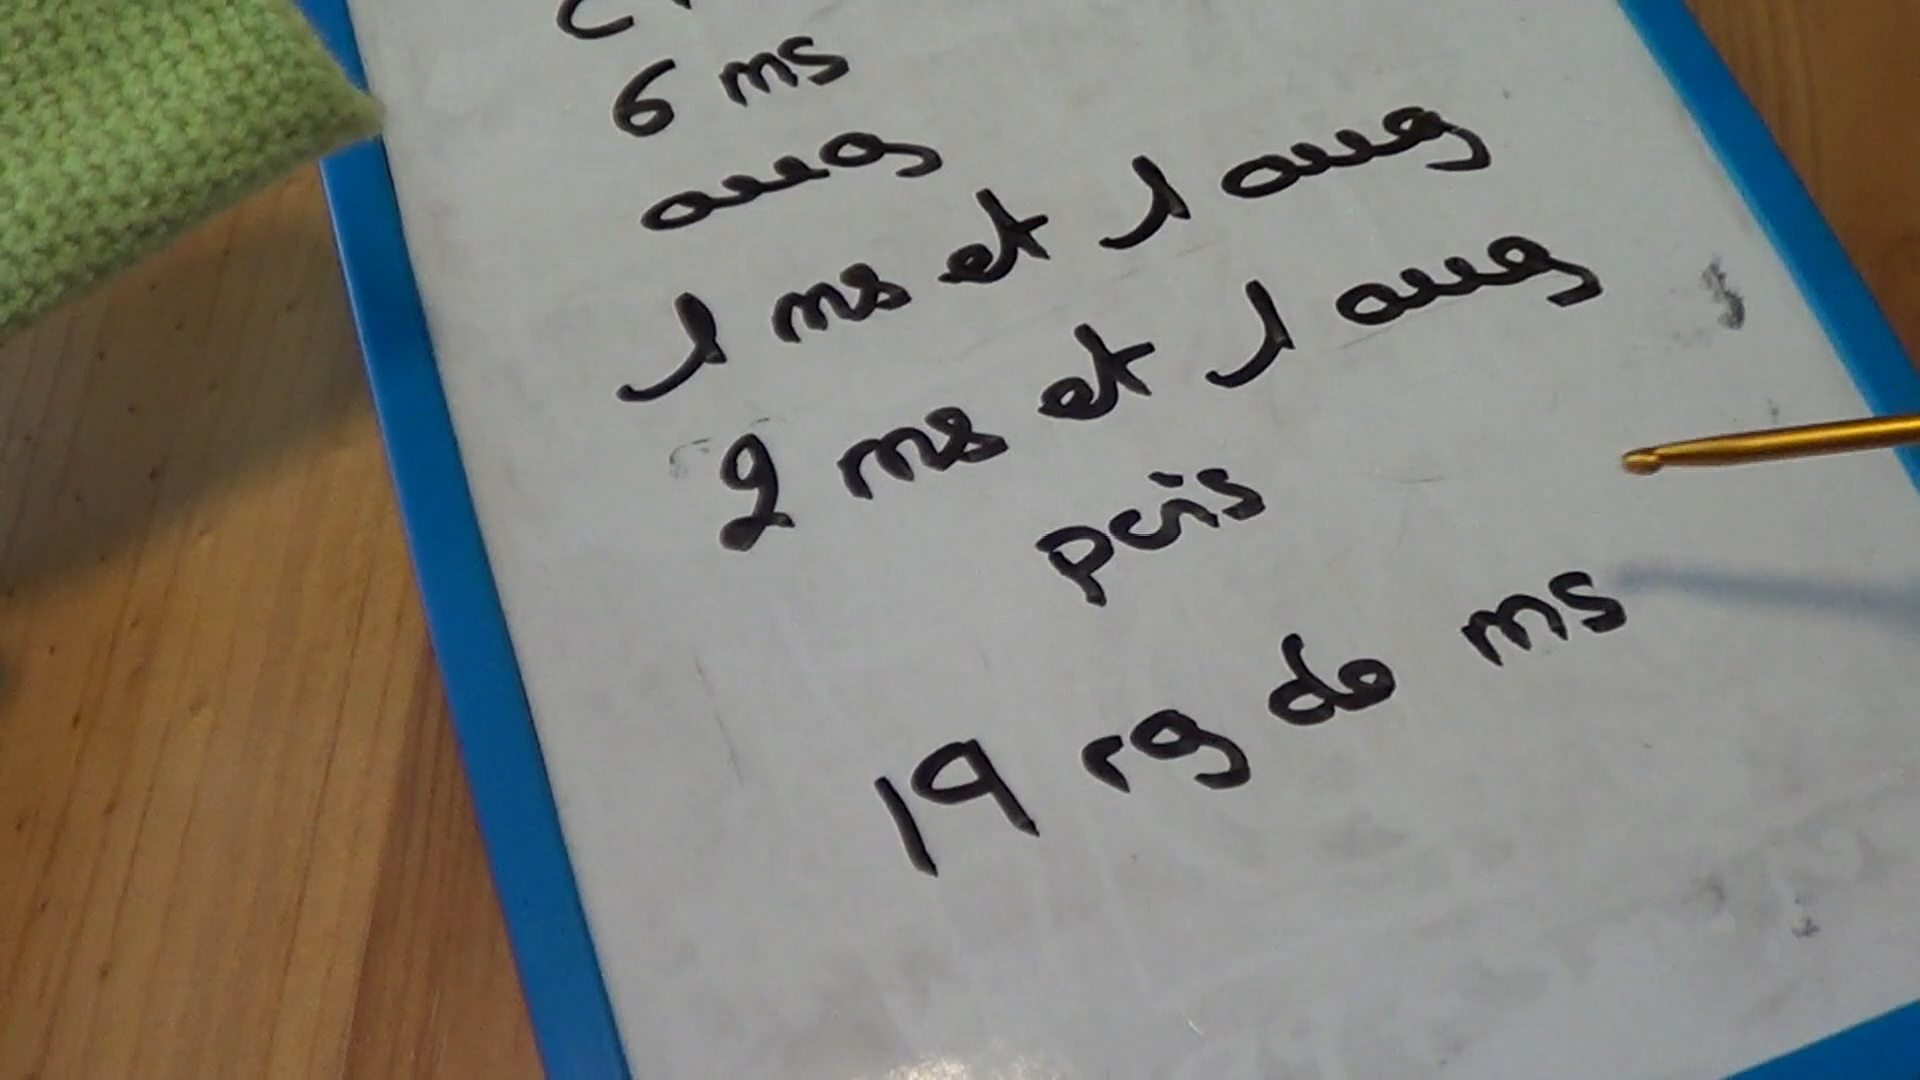 6 ms
aug
1 ms et 1 aug
2 ms et 1 aug
puis
19 rg de ms